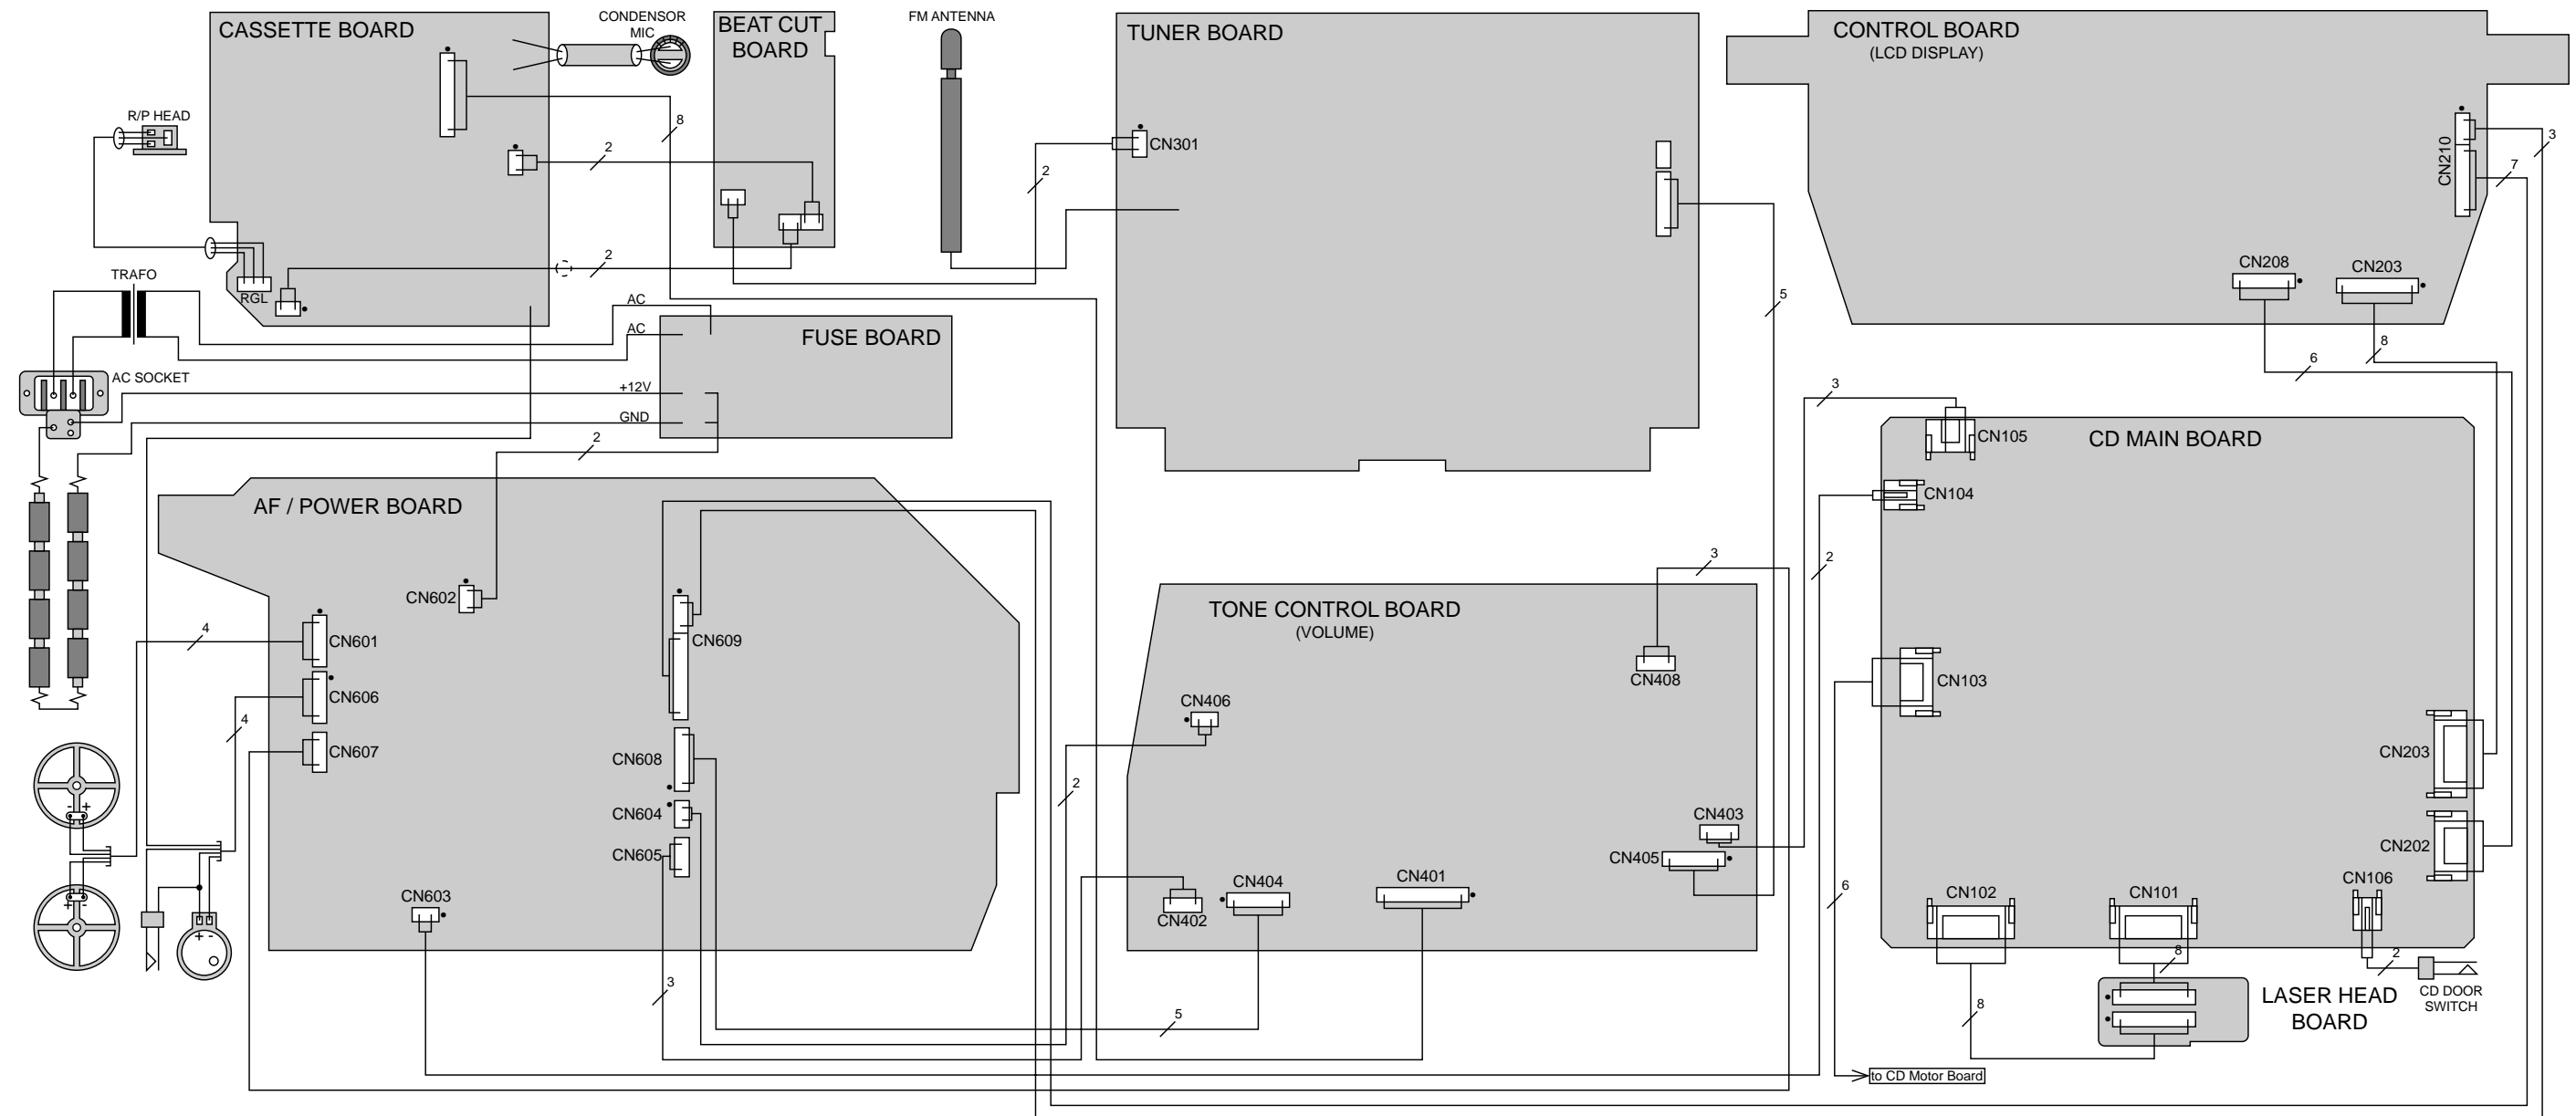 CASSETTE BOARD
CONDENSOR
MIC
BEAT CUT
BOARD
FM ANTENNA
TUNER BOARD
CONTROL BOARD
(LCD DISPLAY)
R/P HEAD
8
2
CN301
2
CN210
3
7
2
RGL
TRAFO
CN208
CN203
AC
AC
FUSE BOARD
5
6
8
AC SOCKET
+12V
GND
2
3
CN105
CD MAIN BOARD
CN104
AF / POWER BOARD
2
3
CN602
TONE CONTROL BOARD
(VOLUME)
4
CN601
CN609
CN408
CN103
CN606
4
CN406
CN607
CN608
2
CN203
- +
CN604
CN403
CN605
CN405
CN202
CN603
CN404
CN401
CN106
CN102
CN101
6
+ -
CN402
+ -
8
2
3
5
8
LASER HEAD
BOARD
CD DOOR
SWITCH
to CD Motor Board